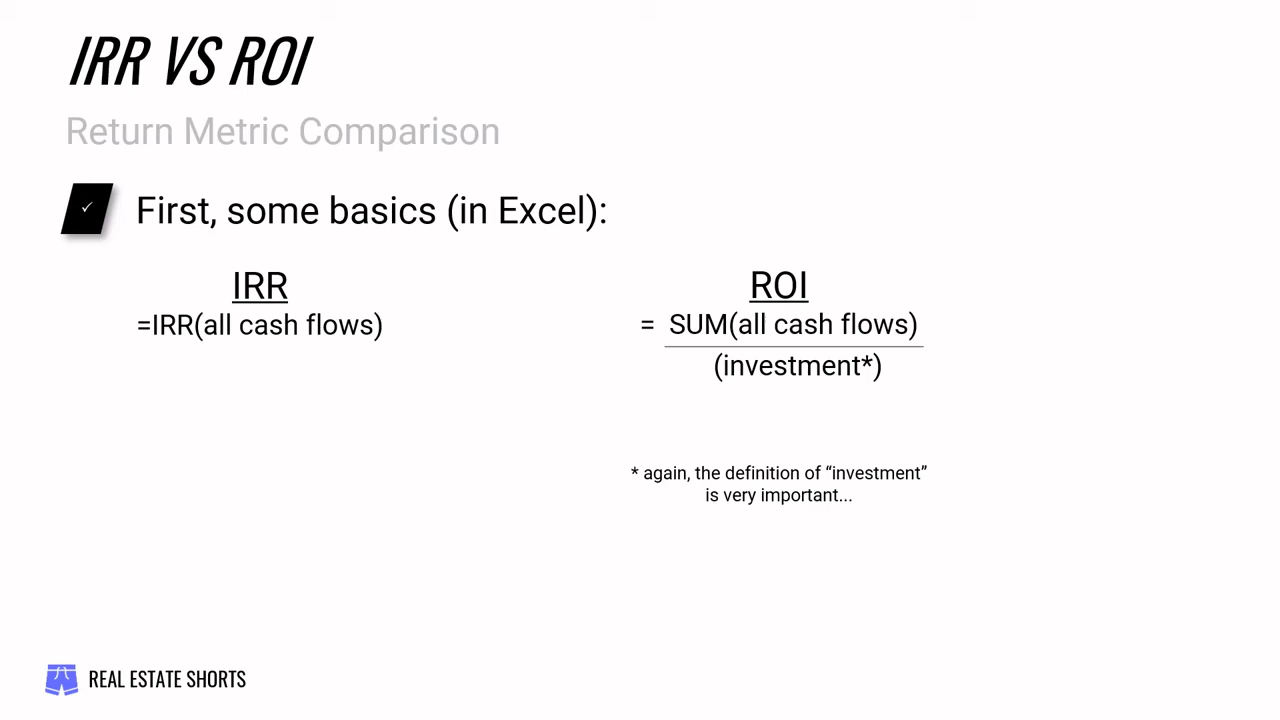 IRR VS ROI
Return Metric Comparison
✓ First, some basics (in Excel):
IRR
=IRR(all cash flows)
ROI
= SUM(all cash flows)
(investment*)
* again, the definition of “investment”
is very important...
REAL ESTATE SHORTS